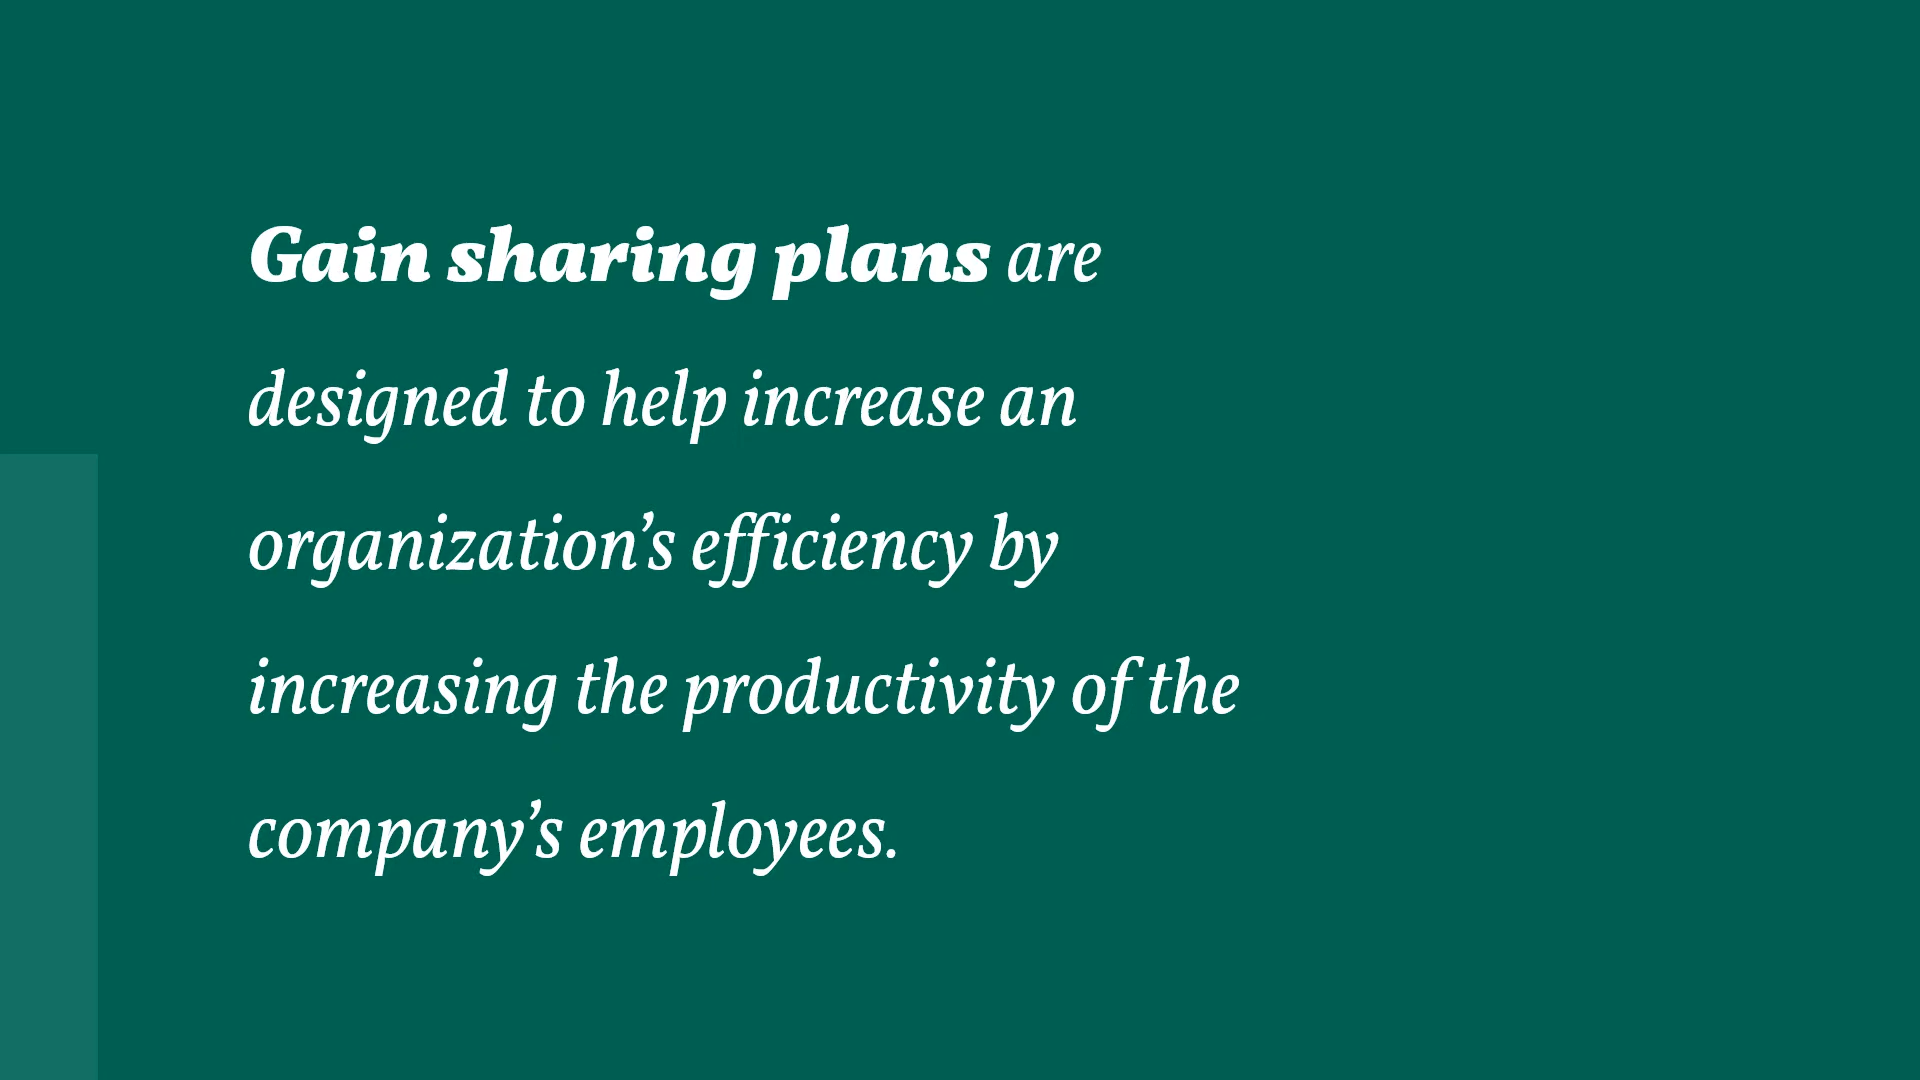 Gain sharing plans are
designed to help increase an
organization’s efficiency by
increasing the productivity of the
company’s employees.